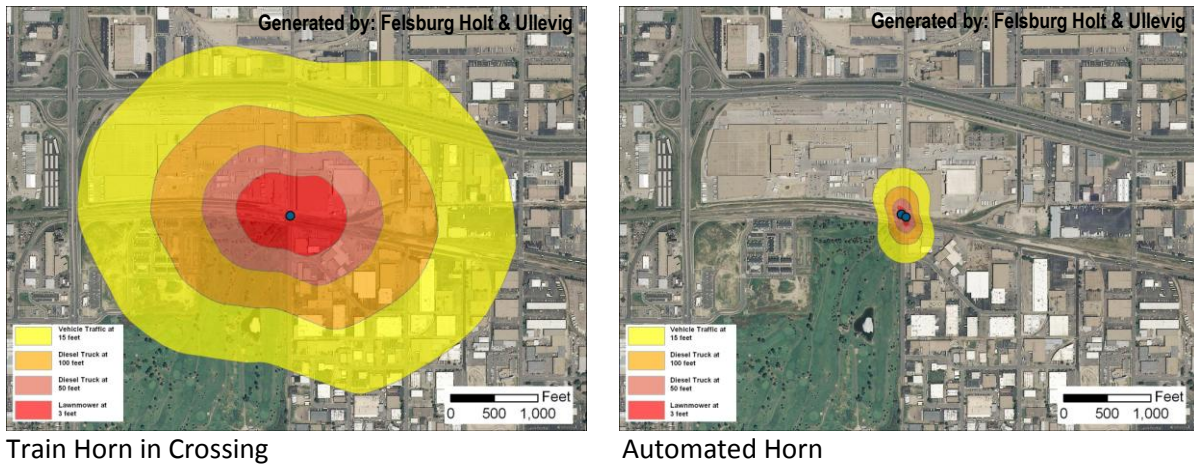 Generated by: Felsburg Holt & Ullevig
Vehicle Traffic at
15 feet
Diesel Truck at
100 feet
Diesel Truck at
50 feet
Lawnmower at
3 feet
Feet
0 500 1,000
Train Horn in Crossing
Generated by: Felsburg Holt & Ullevig
Vehicle Traffic at
15 feet
Diesel Truck at
100 feet
Diesel Truck at
50 feet
Lawnmower at
3 feet
Feet
0 500 1,000
Automated Horn